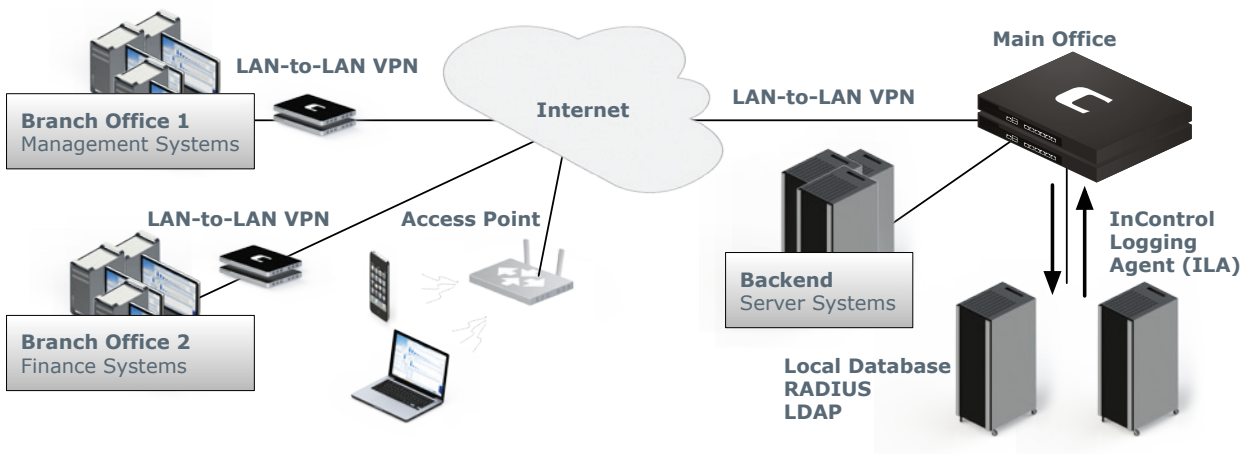 Main Office
LAN-to-LAN VPN
Internet
LAN-to-LAN VPN
Branch Office 1
Management Systems
LAN-to-LAN VPN
Access Point
InControl
Logging
Agent (ILA)
Backend
Server Systems
Branch Office 2
Finance Systems
Local Database
RADIUS
LDAP